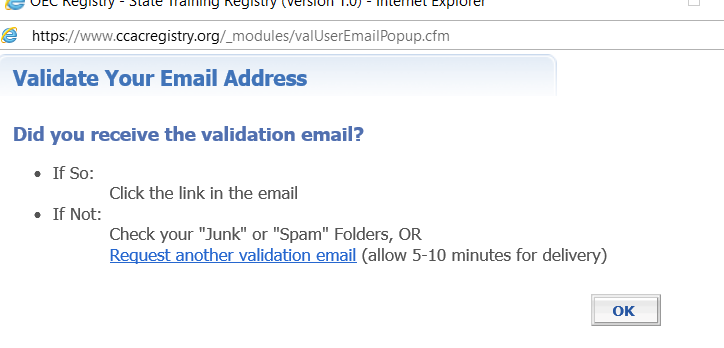 OEC Registry - State Training Registry (Version 1.0) - Internet Explorer
https://www.ccacregistry.org/_modules/valUserEmailPopup.cfm
Validate Your Email Address
Did you receive the validation email?
• If So:
Click the link in the email
• If Not:
Check your "Junk" or "Spam" Folders, OR
Request another validation email (allow 5-10 minutes for delivery)
OK